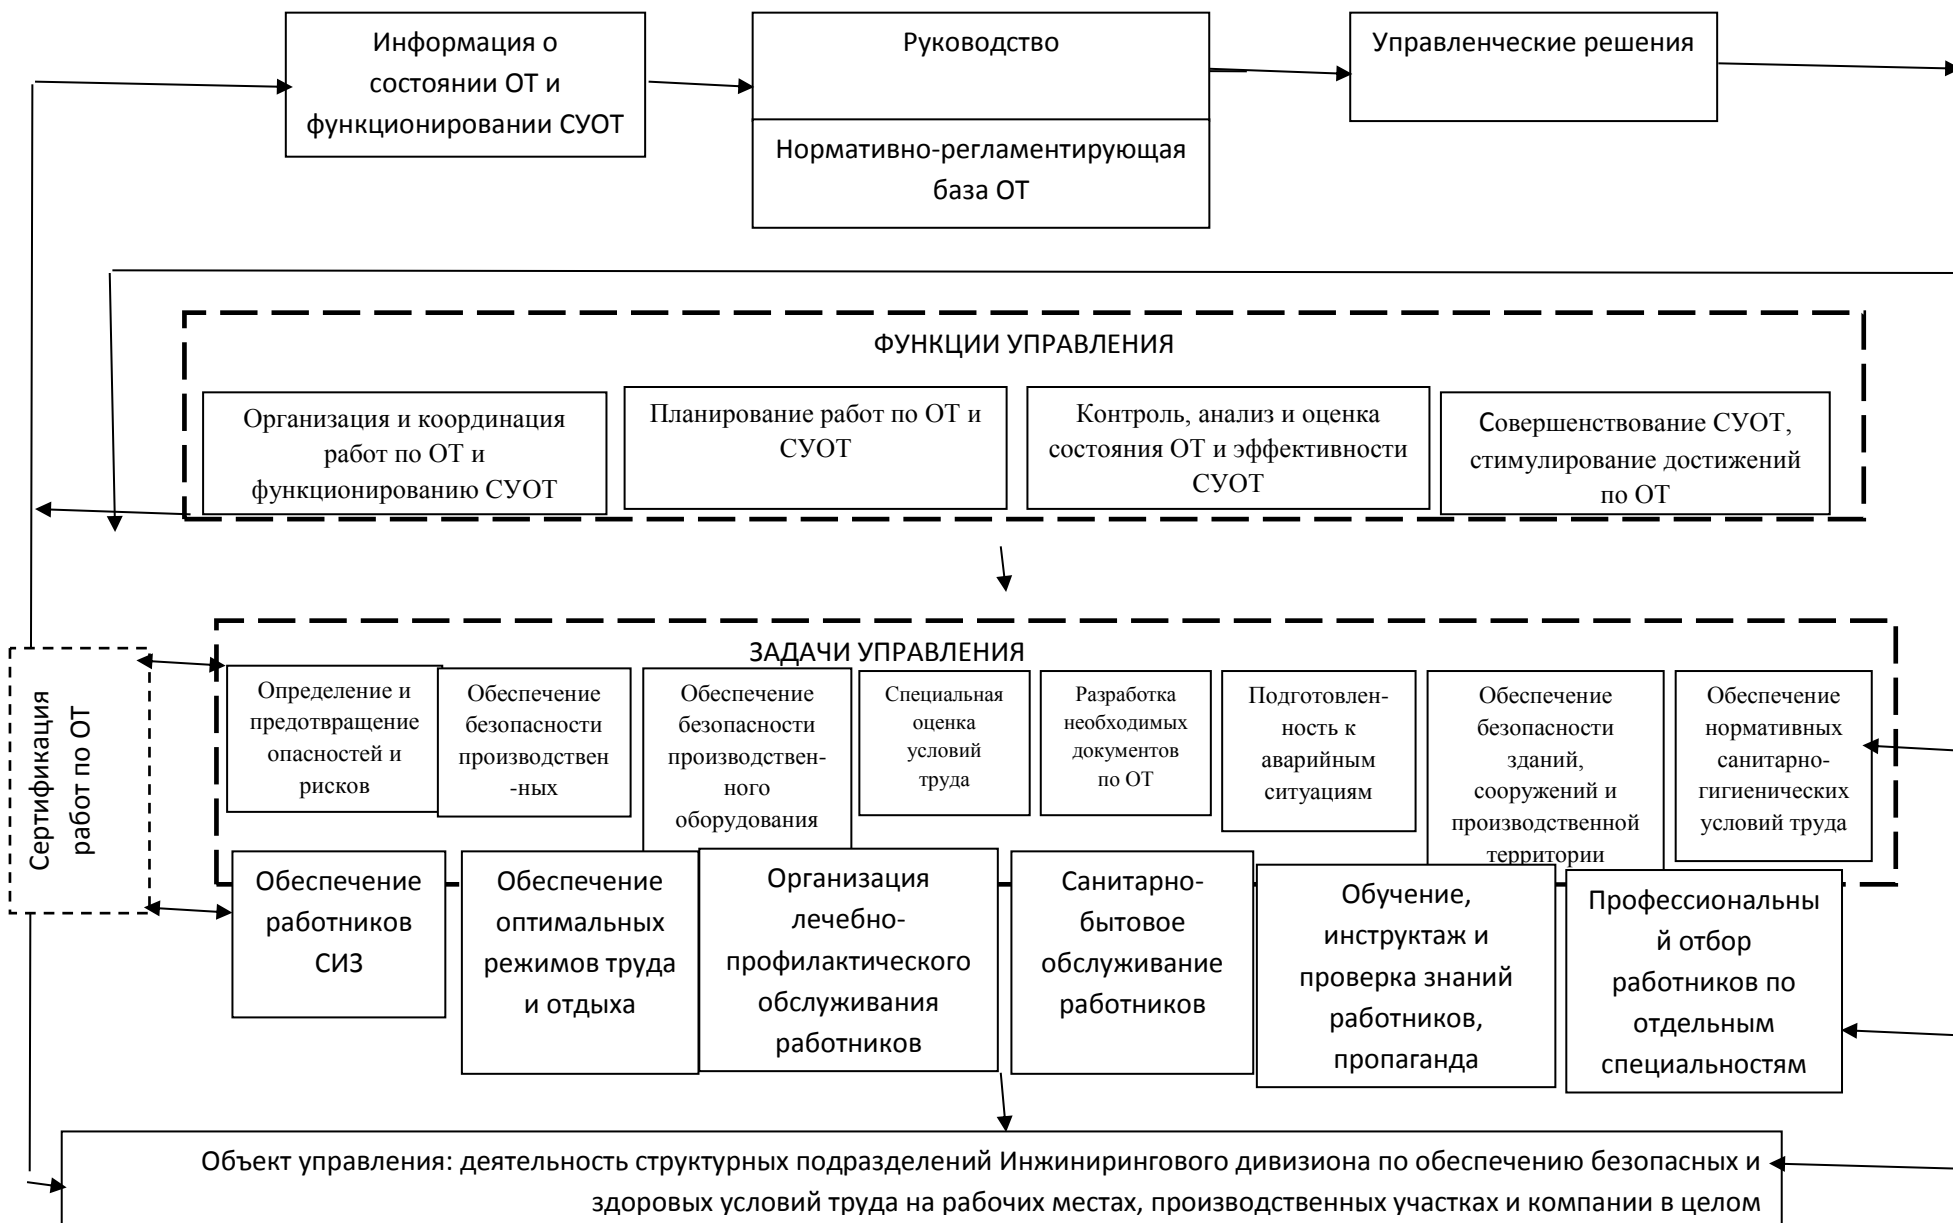 Информация о
состоянии ОТ и
функционировании СУОТ
Руководство
Нормативно-регламентирующая
база ОТ
Управленческие решения
ФУНКЦИИ УПРАВЛЕНИЯ
Организация и координация
работ по ОТ и
функционированию СУОТ
Планирование работ по ОТ и
СУОТ
Контроль, анализ и оценка
состояния ОТ и эффективности
СУОТ
Совершенствование СУОТ,
стимулирование достижений
по ОТ
Сертификация
работ по ОТ
ЗАДАЧИ УПРАВЛЕНИЯ
Определение и
предотвращение
опасностей и
рисков
Обеспечение
безопасности
производствен
-ных
Обеспечение
безопасности
производствен-
ного
оборудования
Специальная
оценка
условий
труда
Разработка
необходимых
документов
по ОТ
Подготовлен-
ность к
аварийным
ситуациям
Обеспечение
безопасности
зданий,
сооружений и
производственной
территории
Обеспечение
нормативных
санитарно-
гигиенических
условий труда
Обеспечение
работников
СИЗ
Обеспечение
оптимальных
режимов труда
и отдыха
Организация
лечебно-
профилактического
обслуживания
работников
Санитарно-
бытовое
обслуживание
работников
Обучение,
инструктаж и
проверка знаний
работников,
пропаганда
Профессиональны
й отбор
работников по
отдельным
специальностям
Объект управления: деятельность структурных подразделений Инжинирингового дивизиона по обеспечению безопасных и
здоровых условий труда на рабочих местах, производственных участках и компании в целом